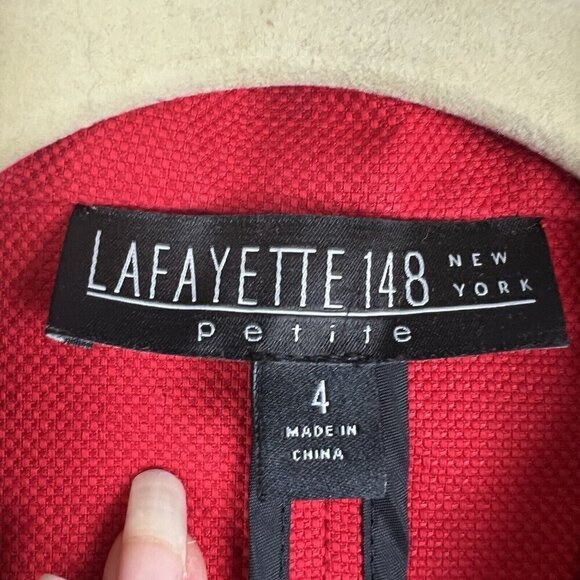 LAFAYETTE 148 NEW YORK
petite
4
MADE IN
CHINA